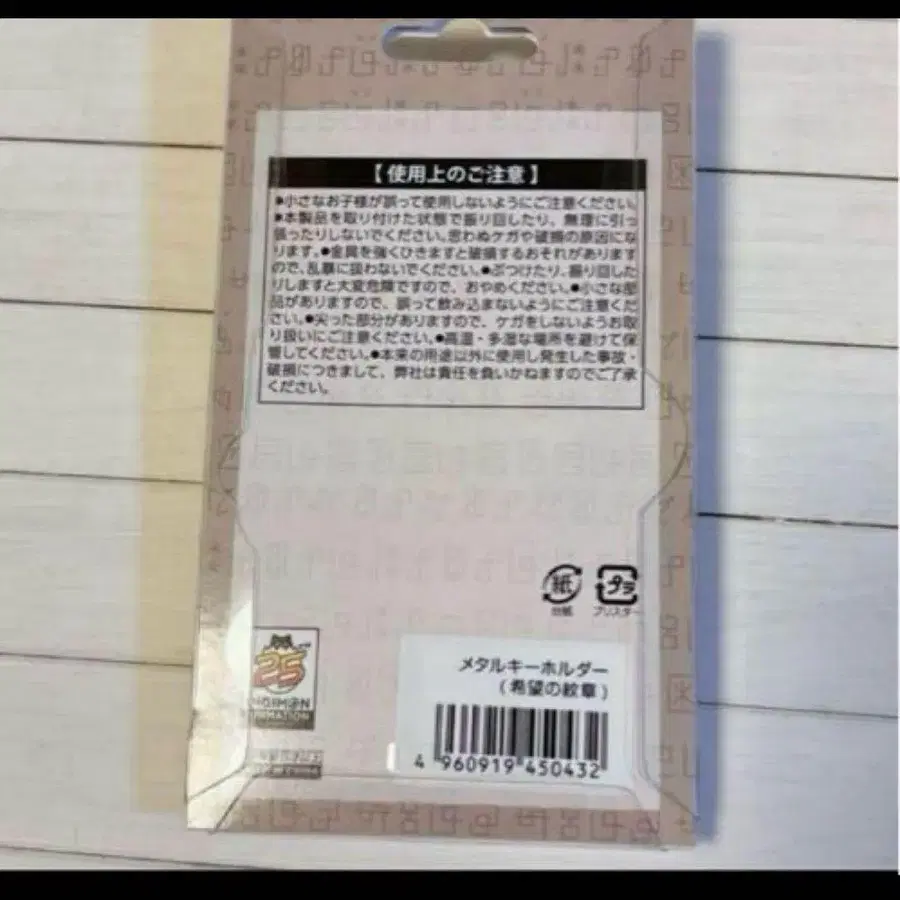 【使用上のご注意】
●小さなお子様が誤って使用しないようにご注意ください。
●本製品を取り付けた状態で振り回したり、無理に引っ
張ったりしないでください。思わぬケガや破損の原因にな
ります。●金具を強くひきますと破損するおそれがあります
ので、乱暴に扱わないでください。●ぶつけたり、振り回した
りしますと大変危険ですので、おやめください。●小さな部
品がありますので、誤って飲み込まないようにご注意くだ
さい。●尖った部分がありますので、ケガをしないようお取
り扱いにご注意ください。●高温・多湿な場所を避けて保
管してください。●本来の用途以外に使用し発生した事故・
破損につきまして、弊社は責任を負いかねますのでご了承
ください。
紙
台紙
プラ
ブリスター
25
メタルキーホルダー
(希望の紋章)
4 960919 450432